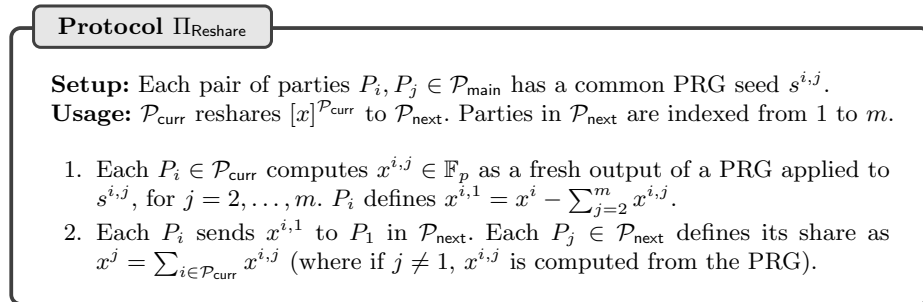 Protocol Π_Reshare
Setup: Each pair of parties P_i, P_j ∈ 𝒫_main has a common PRG seed s^{i,j}.
Usage: 𝒫_curr reshares [x]^{𝒫_curr} to 𝒫_next. Parties in 𝒫_next are indexed from 1 to m.
1. Each P_i ∈ 𝒫_curr computes x^{i,j} ∈ 𝔽_p as a fresh output of a PRG applied to
s^{i,j}, for j = 2, . . . , m. P_i defines x^{i,1} = x^i − ∑_{j=2}^{m} x^{i,j}.
2. Each P_i sends x^{i,1} to P_1 in 𝒫_next. Each P_j ∈ 𝒫_next defines its share as
x^j = ∑_{i∈𝒫_curr} x^{i,j} (where if j ≠ 1, x^{i,j} is computed from the PRG).